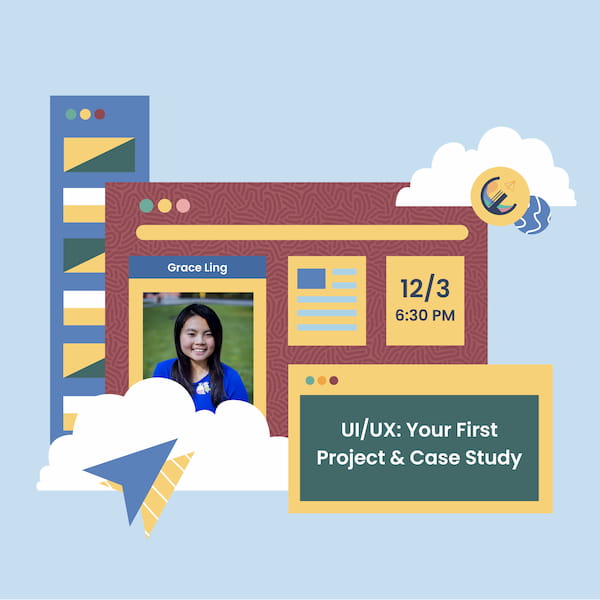 Grace Ling
12/3
6:30 PM
UI/UX: Your First
Project & Case Study